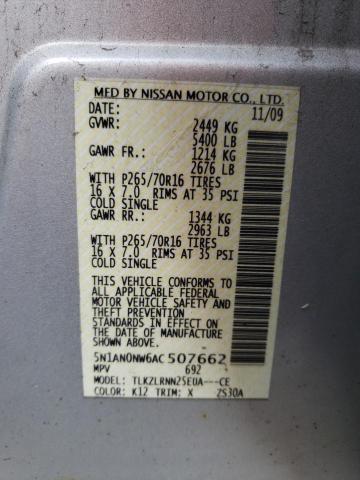 MFD BY NISSAN MOTOR CO., LTD.
DATE: 11/09
GVWR: 2449 KG
5400 LB
GAWR FR.: 1214 KG
2676 LB
WITH P265/70R16 TIRES
16 X 7.0 RIMS AT 35 PSI
COLD SINGLE
GAWR RR.: 1344 KG
2963 LB
WITH P265/70R16 TIRES
16 X 7.0 RIMS AT 35 PSI
COLD SINGLE
THIS VEHICLE CONFORMS TO
ALL APPLICABLE FEDERAL
MOTOR VEHICLE SAFETY
AND THEFT PREVENTION
STANDARDS IN EFFECT ON
THE DATE OF MANUFACTURE
SHOWN ABOVE.
5N1AN0NW6AC507662
MPV 692
MODEL: TLKZLRNN25EUA---CE
COLOR: K12 TRIM: X ZS30A